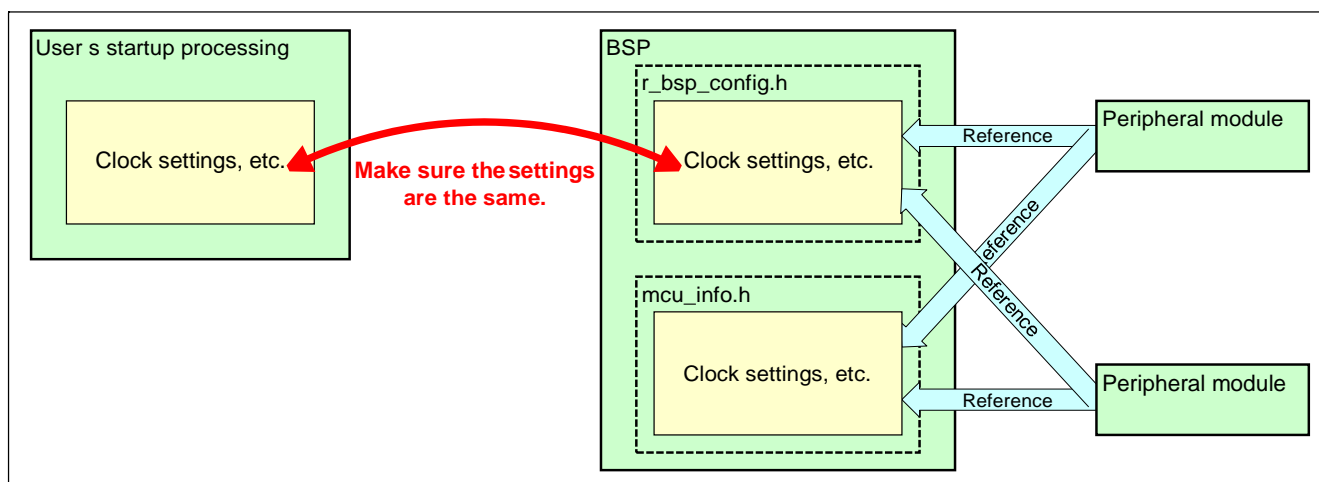 User s startup processing
Clock settings, etc.
Make sure the settings
are the same.
BSP
r_bsp_config.h
Clock settings, etc.
mcu_info.h
Clock settings, etc.
Reference
eference
Reference
Reference
Peripheral module
Peripheral module